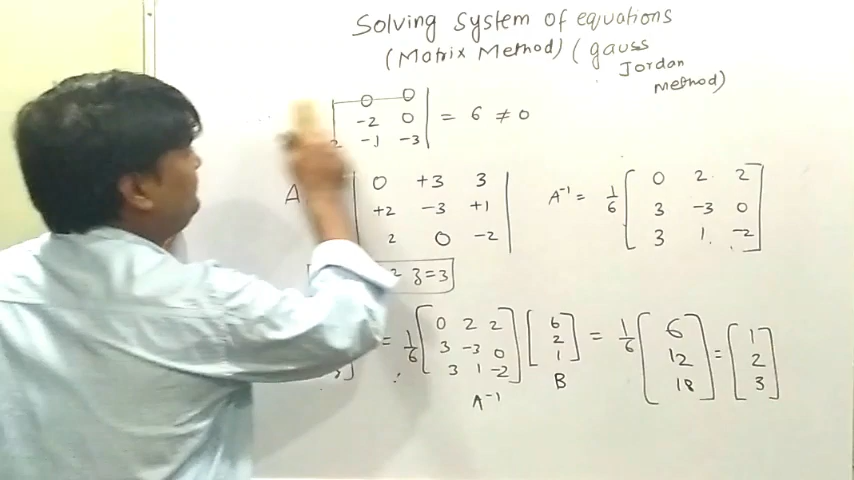 Solving System of equations
(Matrix Method) (gauss
Jordan
method)
0 0
-2 0 = 6 ≠ 0
-1 -3
A 0 +3 3
+2 -3 +1
2 0 -2
A⁻¹ = 1/6 0 2 2
3 -3 0
3 1 -2
2 z=3
= 1/6 0 2 2 6 = 1/6 6 = 1
3 -3 0 2 12 2
3 1 -2 1 18 3
A⁻¹ B